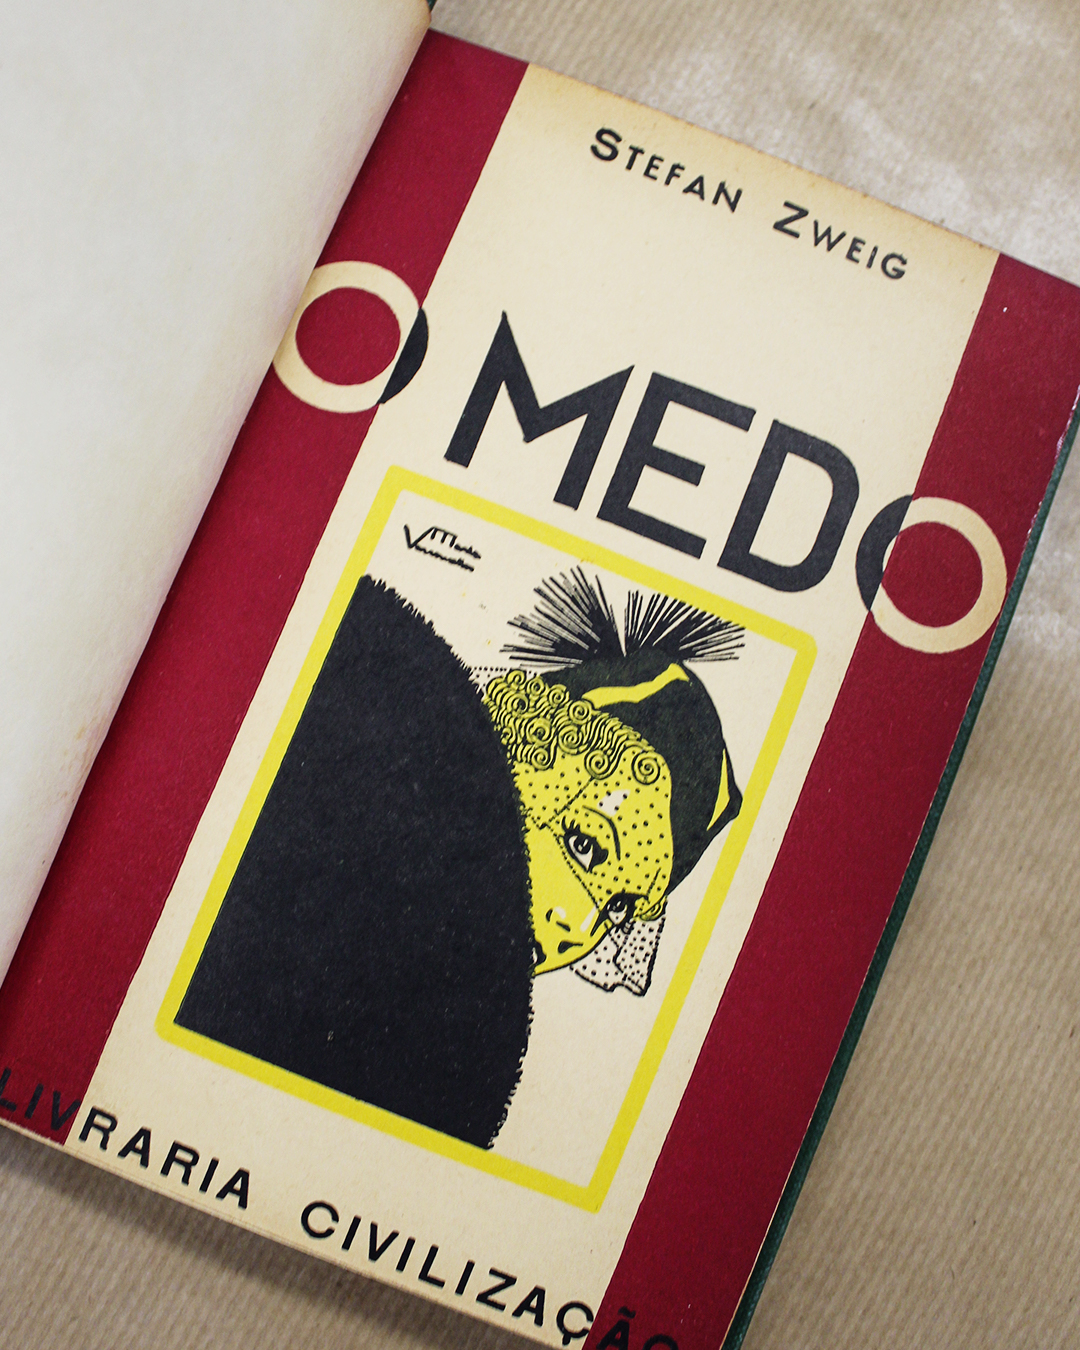 STEFAN ZWEIG
O MEDO
LIVRARIA CIVILIZAÇÃO